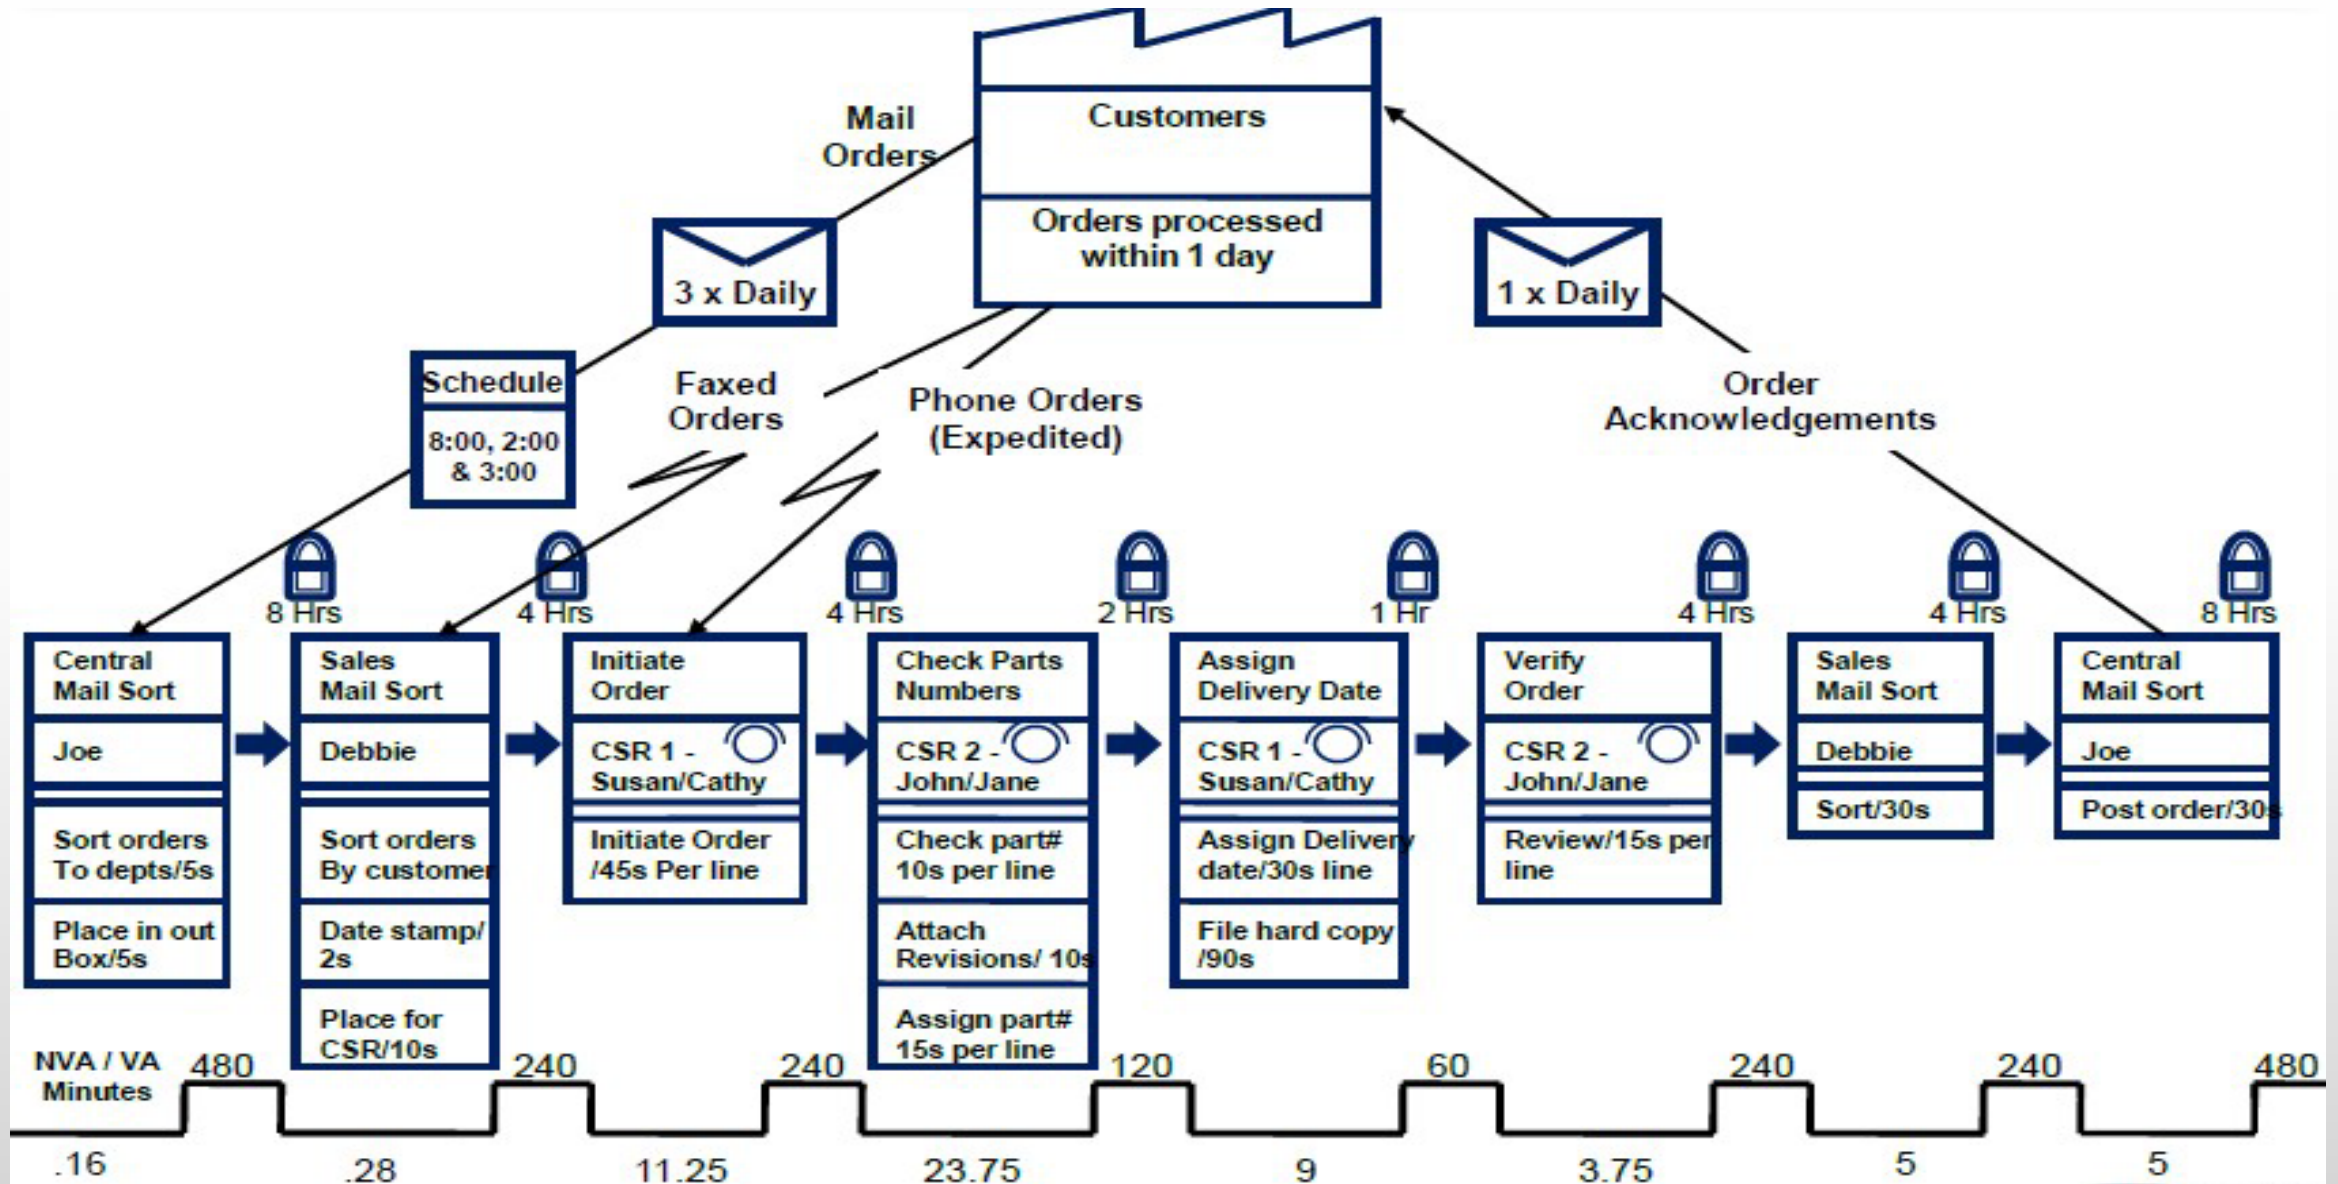 Customers
Orders processed
within 1 day
Mail
Orders
3 x Daily
1 x Daily
Schedule
8:00, 2:00
& 3:00
Faxed
Orders
Phone Orders
(Expedited)
Order
Acknowledgements
8 Hrs
4 Hrs
4 Hrs
2 Hrs
1 Hr
4 Hrs
4 Hrs
8 Hrs
Central
Mail Sort
Joe
Sort orders
To depts/5s
Place in out
Box/5s
Sales
Mail Sort
Debbie
Sort orders
By customer
Date stamp/
2s
Place for
CSR/10s
Initiate
Order
CSR 1 -
Susan/Cathy
Initiate Order
/45s Per line
Check Parts
Numbers
CSR 2 -
John/Jane
Check part#
10s per line
Attach
Revisions/ 10s
Assign part#
15s per line
Assign
Delivery Date
CSR 1 -
Susan/Cathy
Assign Delivery
date/30s line
File hard copy
/90s
Verify
Order
CSR 2 -
John/Jane
Review/15s per
line
Sales
Mail Sort
Debbie
Sort/30s
Central
Mail Sort
Joe
Post order/30s
NVA / VA
Minutes
480
240
240
120
60
240
240
480
.16
.28
11.25
23.75
9
3.75
5
5